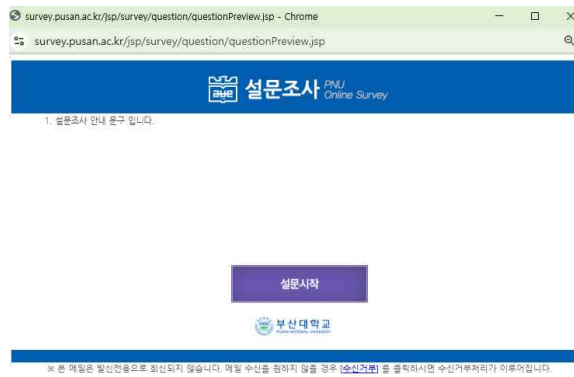 survey.pusan.ac.kr/jsp/survey/question/questionPreview.jsp - Chrome
survey.pusan.ac.kr/jsp/survey/question/questionPreview.jsp
설문조사 PNU Online Survey
1. 설문조사 안내 문구 입니다.
설문시작
부산대학교
※ 본 메일은 발신전용으로 회신되지 않습니다. 메일 수신을 원하지 않을 경우 [수신거부] 를 클릭하시면 수신거부처리가 이루어집니다.